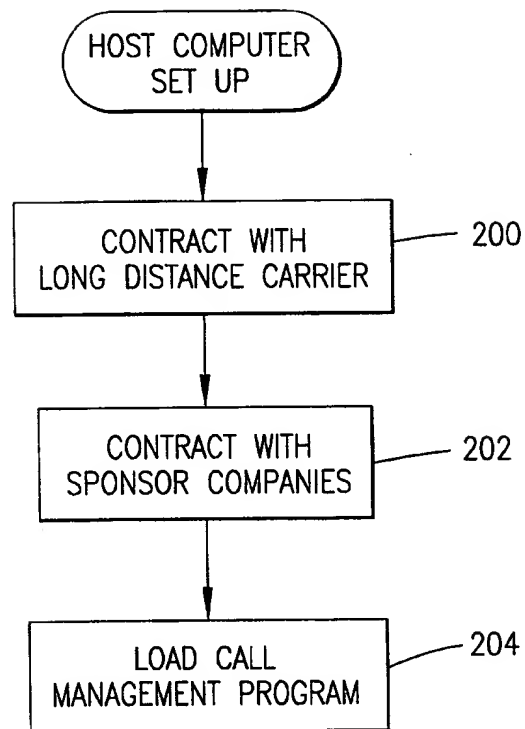 HOST COMPUTER
SET UP
CONTRACT WITH
LONG DISTANCE CARRIER
200
CONTRACT WITH
SPONSOR COMPANIES
202
LOAD CALL
MANAGEMENT PROGRAM
204